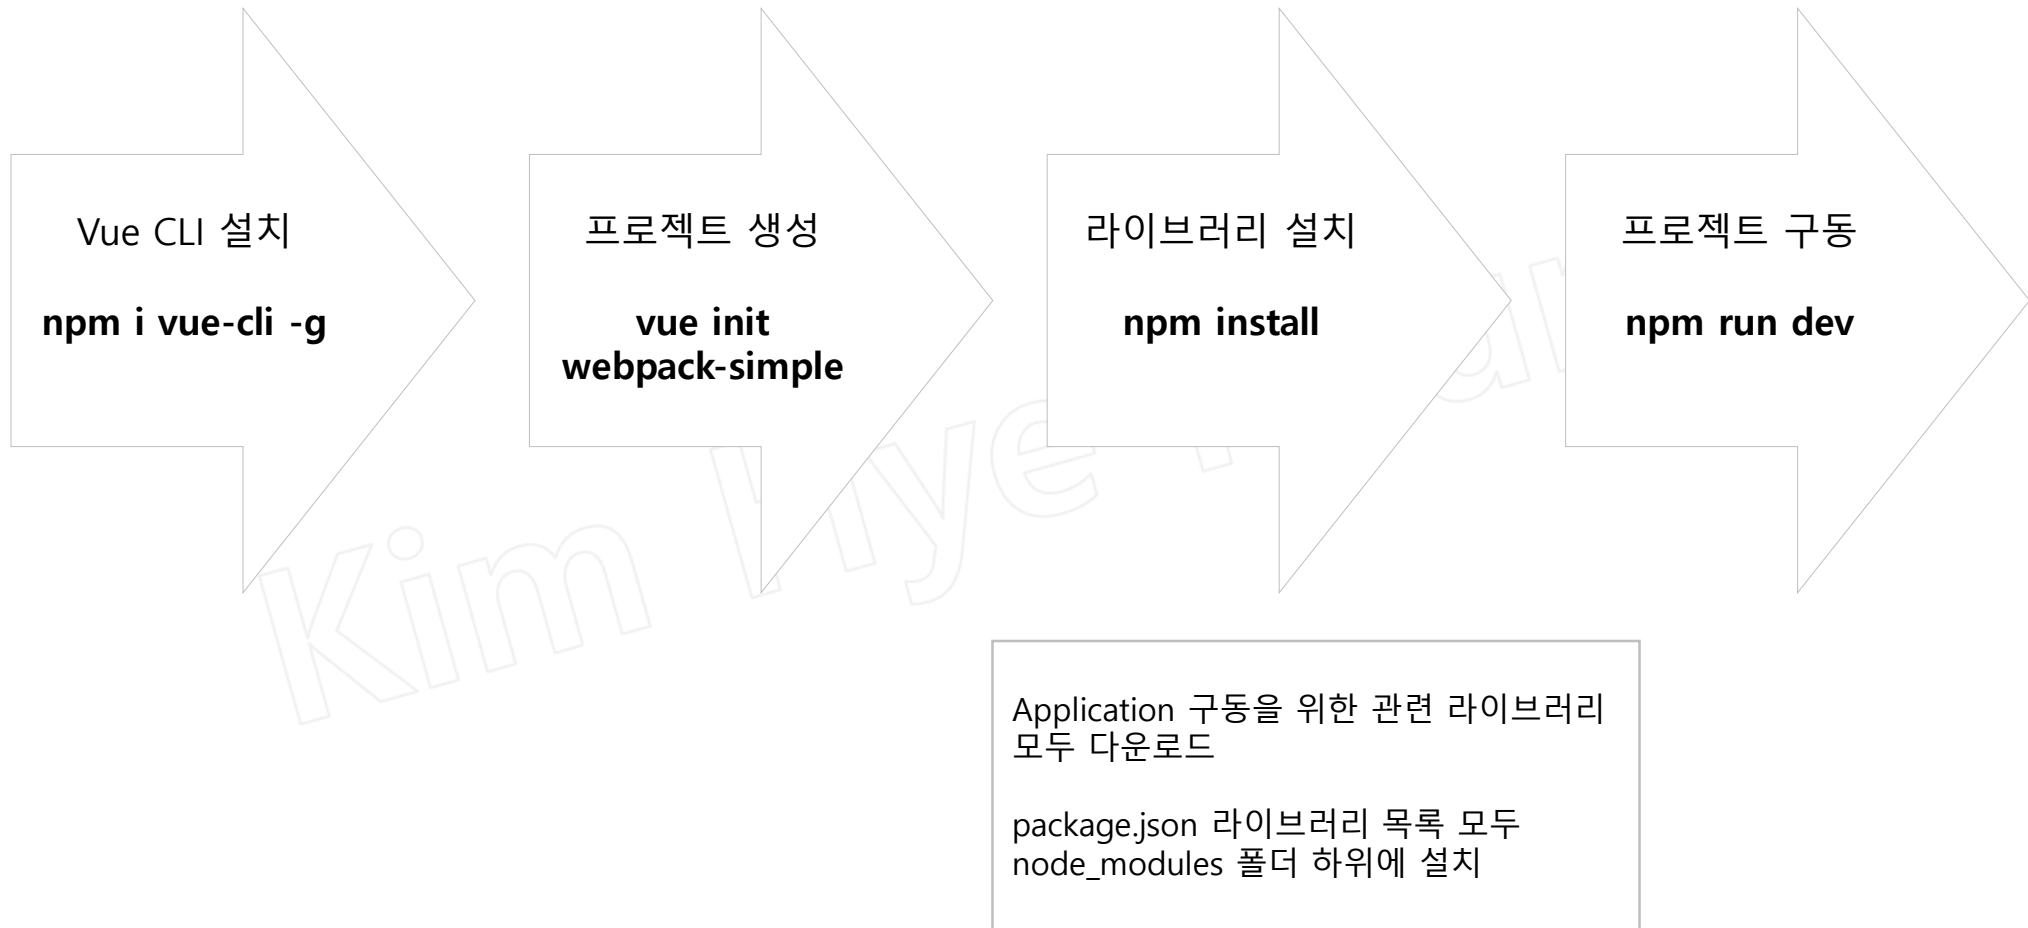 Vue CLI 설치
npm i vue-cli -g
프로젝트 생성
vue init
webpack-simple
라이브러리 설치
npm install
프로젝트 구동
npm run dev
Application 구동을 위한 관련 라이브러리
모두 다운로드
package.json 라이브러리 목록 모두
node_modules 폴더 하위에 설치
Kim Hye